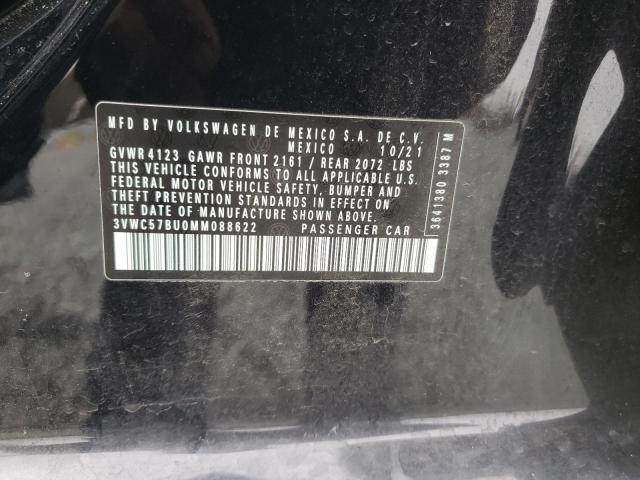 MFD BY VOLKSWAGEN DE MEXICO S.A. DE C.V.
MEXICO 10/21
GVWR 4123 GAWR FRONT 2161 / REAR 2072 LBS
THIS VEHICLE CONFORMS TO ALL APPLICABLE U.S.
FEDERAL MOTOR VEHICLE SAFETY, BUMPER AND
THEFT PREVENTION STANDARDS IN EFFECT ON
THE DATE OF MANUFACTURE SHOWN ABOVE.
3VWC57BU0MM088622 PASSENGER CAR
3641380 3387 M